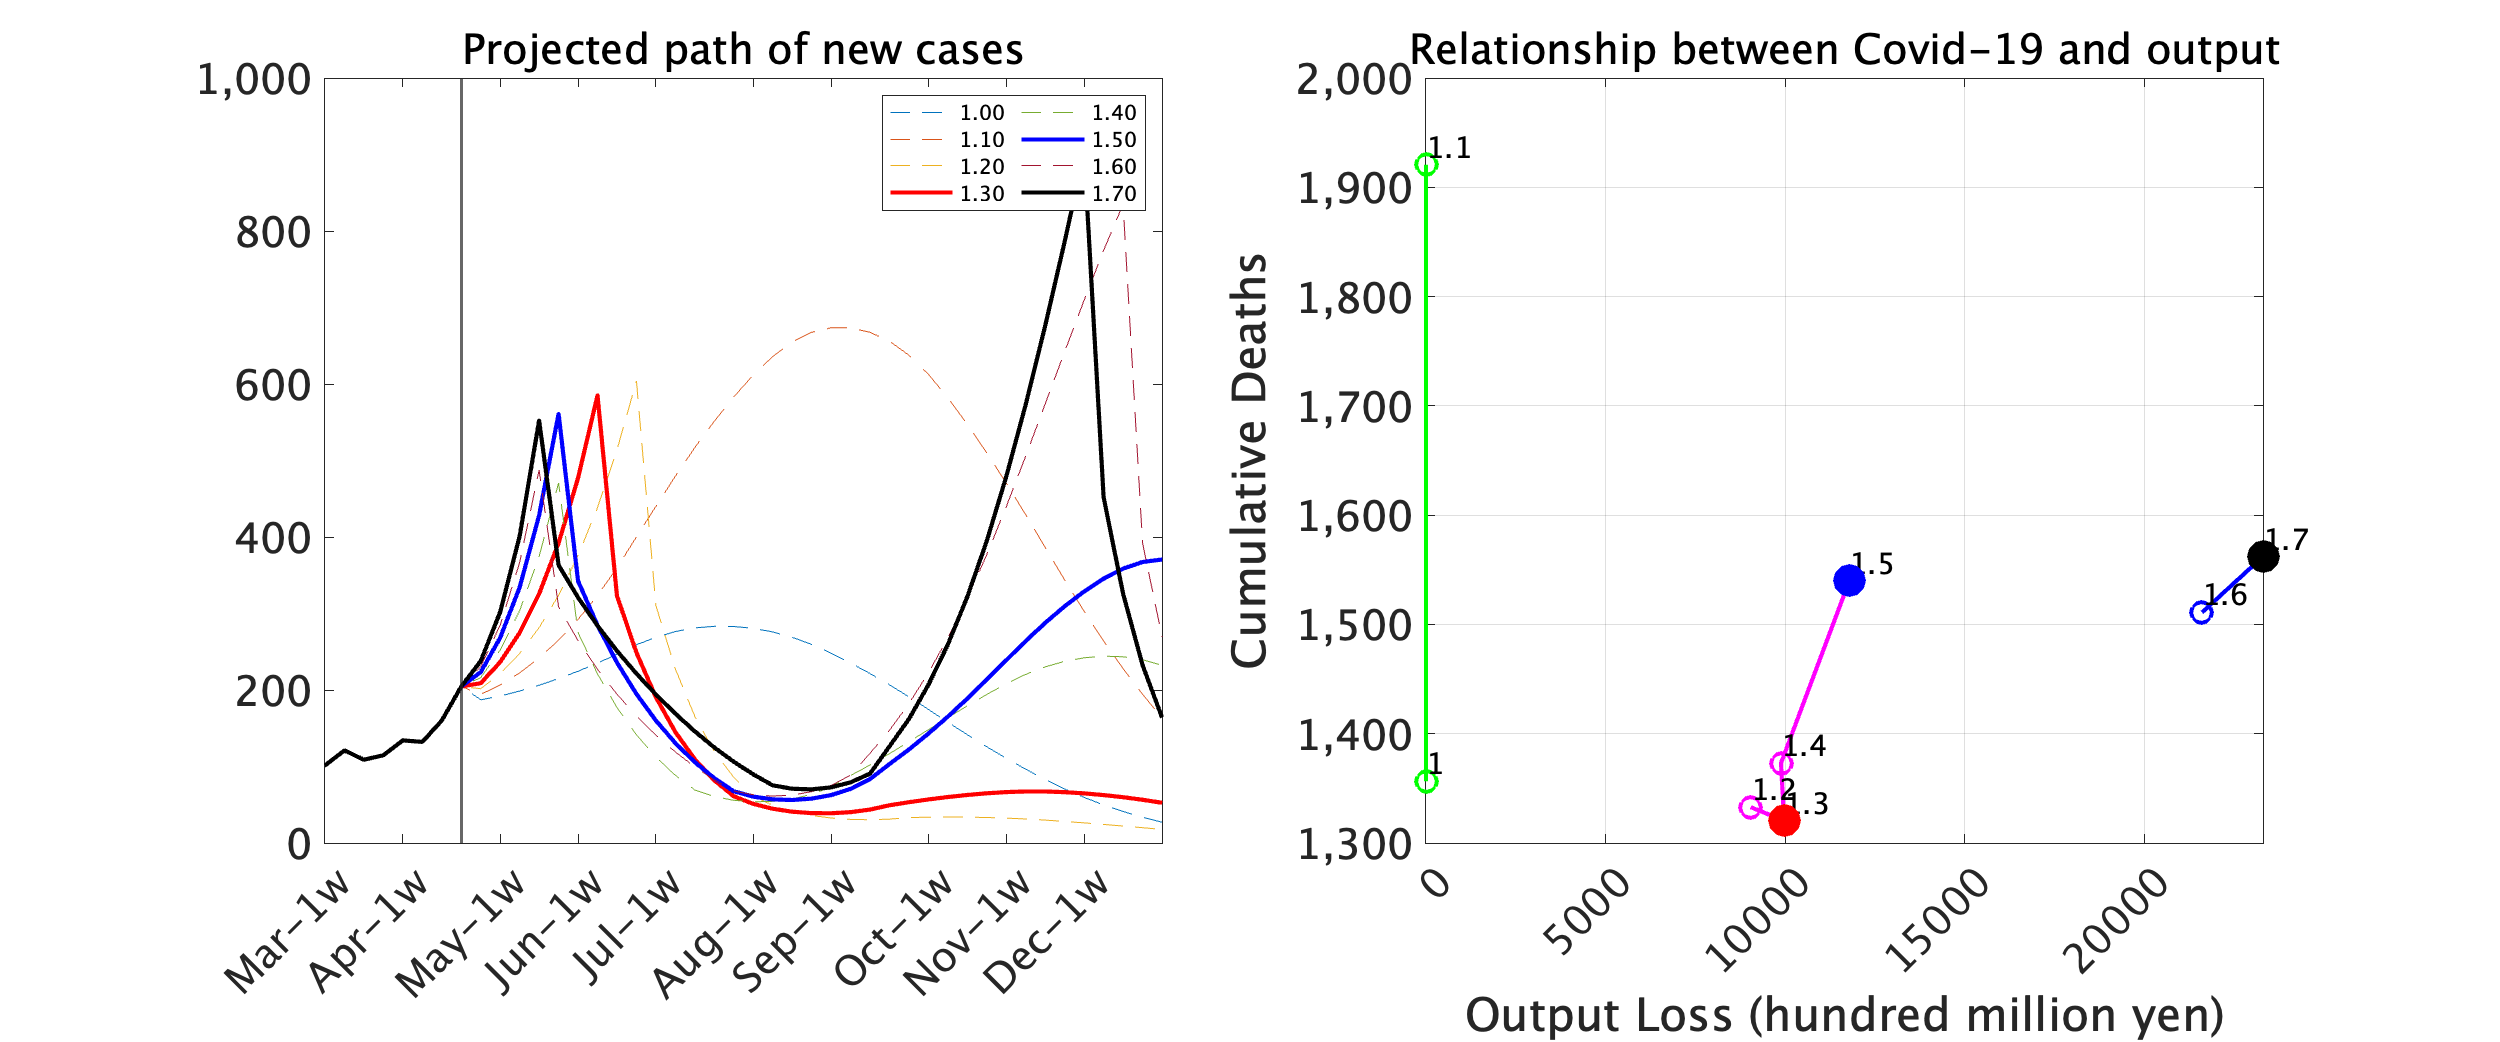 Projected path of new cases
1,000
800
600
400
200
0
1.00
1.10
1.20
1.30
1.40
1.50
1.60
1.70
Mar-1w
Apr-1w
May-1w
Jun-1w
Jul-1w
Aug-1w
Sep-1w
Oct-1w
Nov-1w
Dec-1w
Relationship between Covid-19 and output
Cumulative Deaths
2,000
1,900
1,800
1,700
1,600
1,500
1,400
1,300
1.1
1
1.2
1.3
1.4
1.5
1.6
1.7
0
5000
10000
15000
20000
Output Loss (hundred million yen)